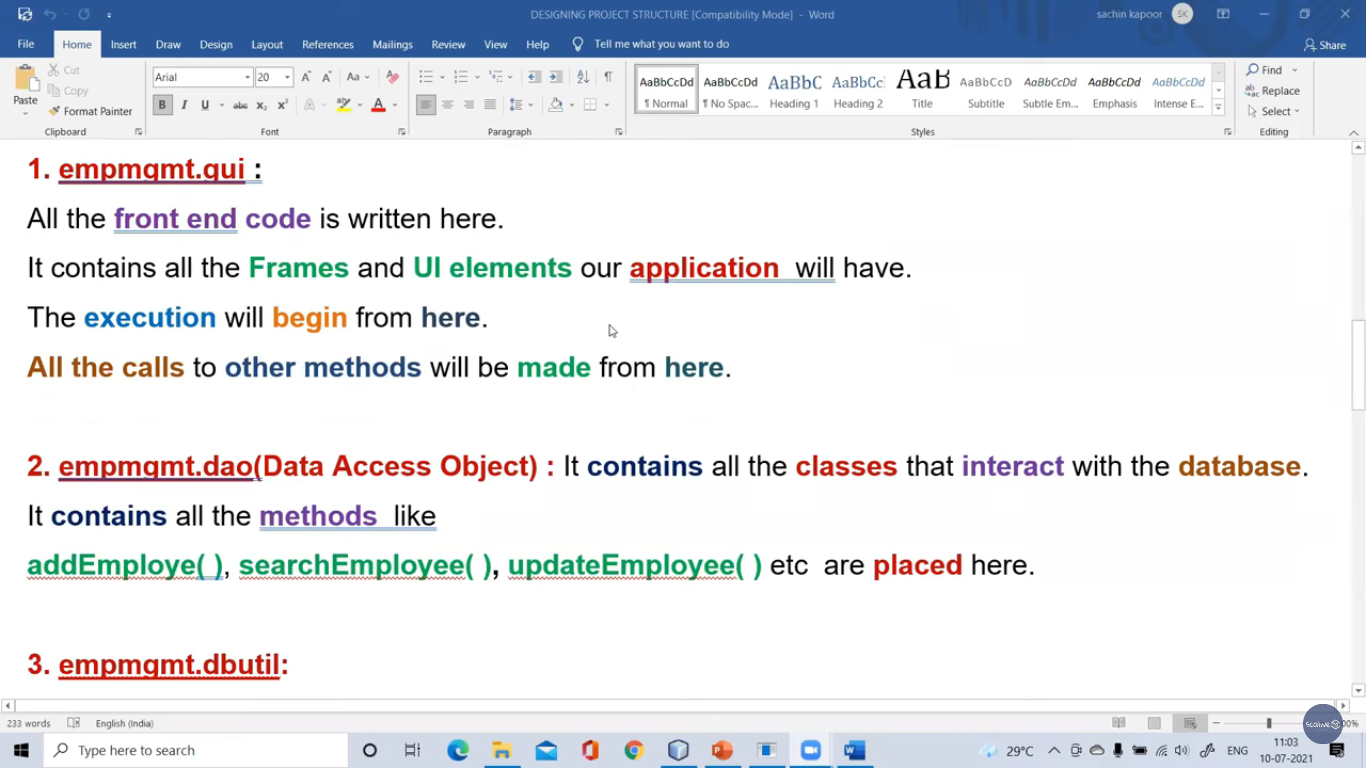 DESIGNING PROJECT STRUCTURE [Compatibility Mode] - Word
sachin kapoor
SK
File Home Insert Draw Design Layout References Mailings Review View Help Tell me what you want to do Share
Paste
Cut
Copy
Format Painter
Clipboard
Arial 20
Font
Paragraph
AaBbCcDd AaBbCcDd AaBbC AaBbCc AaB AaBbCcD AaBbCcDd AaBbCcDd AaBbCcDd
¶ Normal ¶ No Spac... Heading 1 Heading 2 Title Subtitle Subtle Em... Emphasis Intense E...
Styles
Find
Replace
Select
Editing
1. empmgmt.gui :
All the front end code is written here.
It contains all the Frames and UI elements our application will have.
The execution will begin from here.
All the calls to other methods will be made from here.
2. empmgmt.dao(Data Access Object) : It contains all the classes that interact with the database.
It contains all the methods like
addEmploye( ), searchEmployee( ), updateEmployee( ) etc are placed here.
3. empmgmt.dbutil:
233 words English (India)
Type here to search
29°C
ENG
11:03
10-07-2021